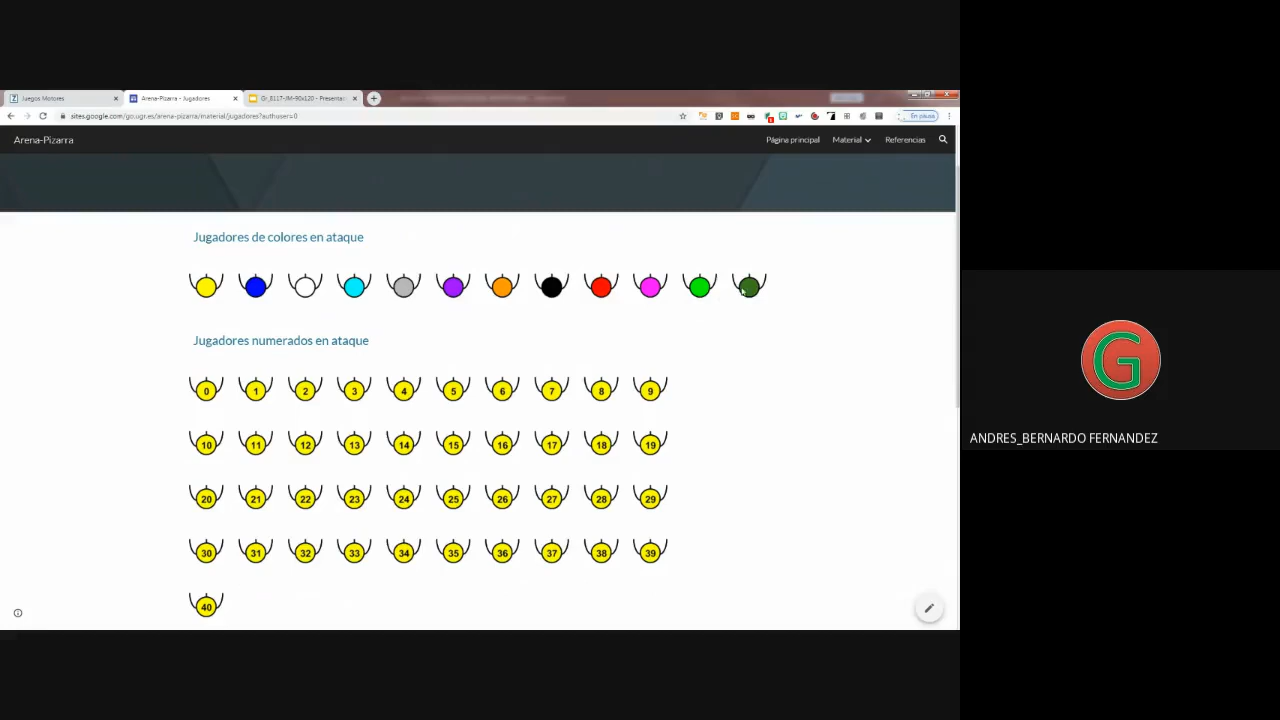 Juegos Motores
Arena-Pizarra - Jugadores
sites.google.com/go.ugr.es/arena-pizarra/material/jugadores?authuser=0
En pausa
Arena-Pizarra
Página principal Material Referencias
Jugadores de colores en ataque
Jugadores numerados en ataque
0 1 2 3 4 5 6 7 8 9
10 11 12 13 14 15 16 17 18 19
20 21 22 23 24 25 26 27 28 29
30 31 32 33 34 35 36 37 38 39
40
G
ANDRES_BERNARDO FERNANDEZ